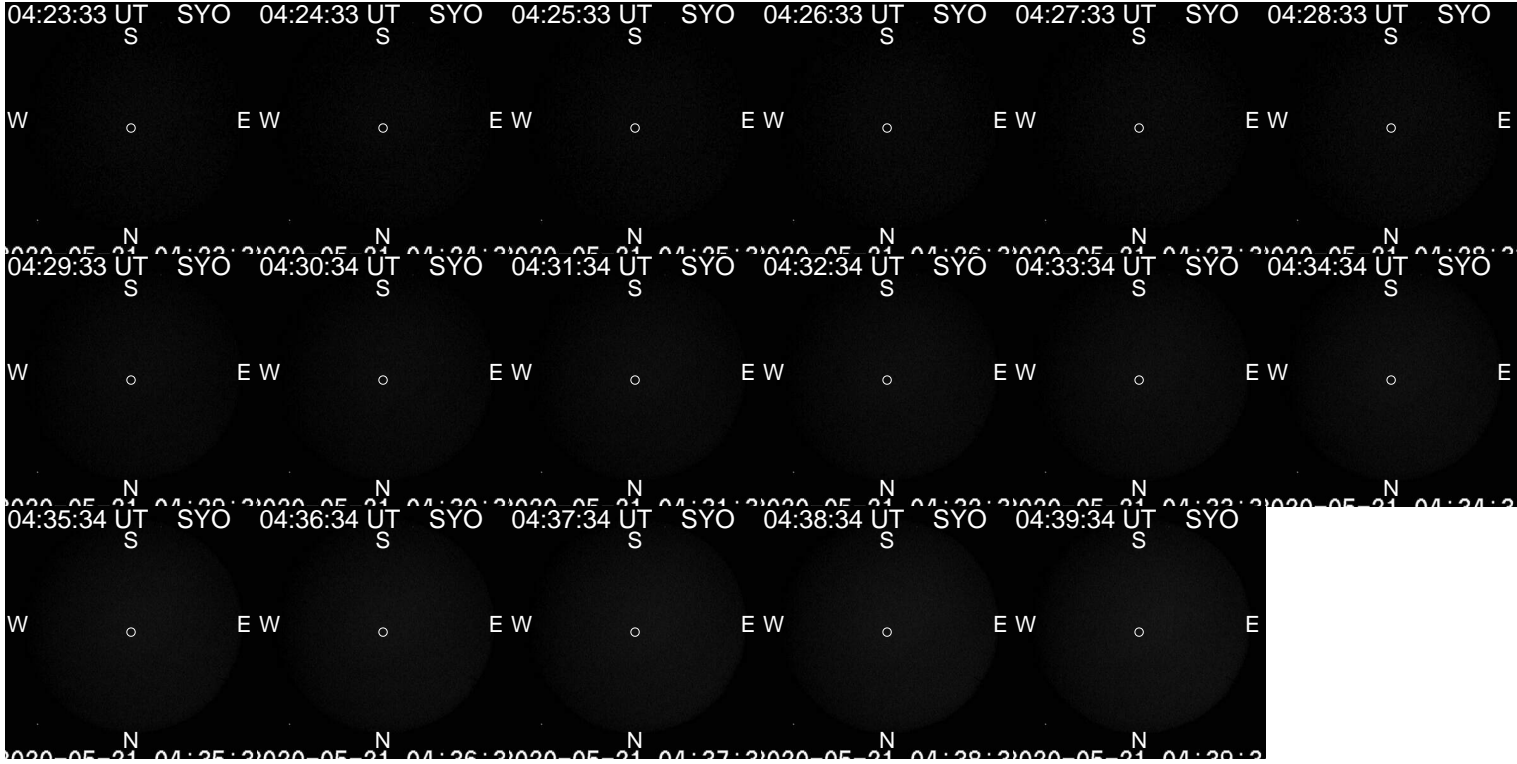 04:23:33 UT SYO 04:24:33 UT SYO 04:25:33 UT SYO 04:26:33 UT SYO 04:27:33 UT SYO 04:28:33 UT SYO
S S S S S S
W E W E W E W E W E W E
N N N N N N
04:29:33 UT SYO 04:30:34 UT SYO 04:31:34 UT SYO 04:32:34 UT SYO 04:33:34 UT SYO 04:34:34 UT SYO
S S S S S S
W E W E W E W E W E W E
N N N N N N
04:35:34 UT SYO 04:36:34 UT SYO 04:37:34 UT SYO 04:38:34 UT SYO 04:39:34 UT SYO
S S S S S
W E W E W E W E W E
N N N N N